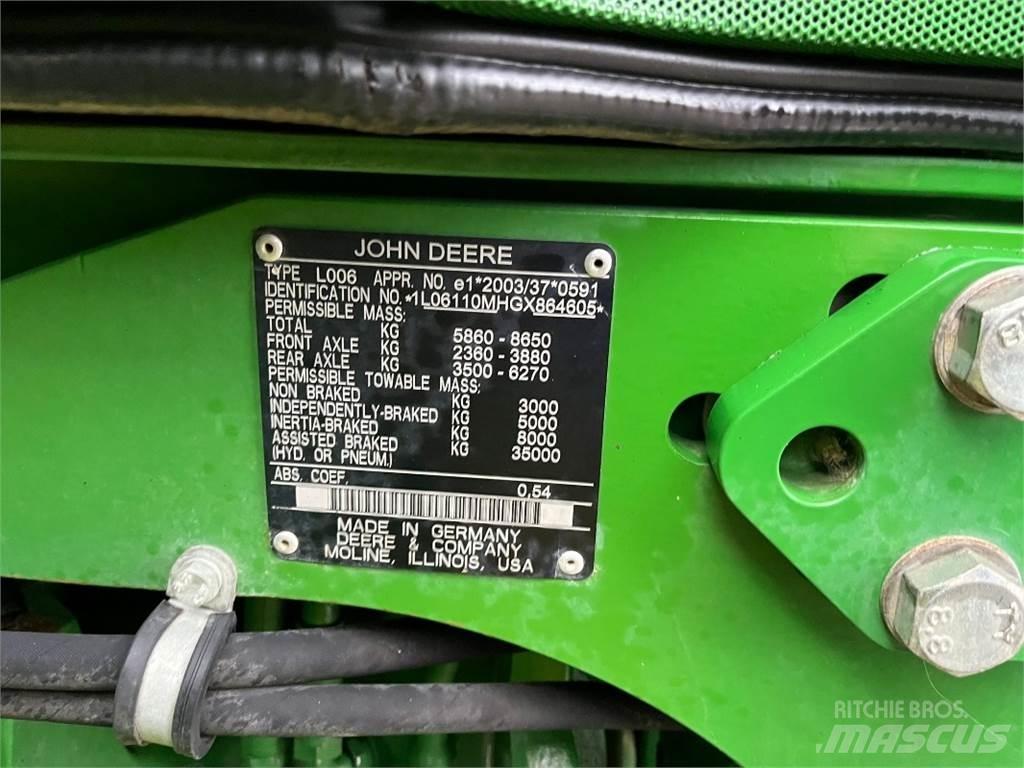 JOHN DEERE
TYPE L006 APPR. NO. e1*2003/37*0591
IDENTIFICATION NO. *1L06110MHGX864605*
PERMISSIBLE MASS:
TOTAL KG 5860 - 8650
FRONT AXLE KG 2360 - 3880
REAR AXLE KG 3500 - 6270
PERMISSIBLE TOWABLE MASS:
NON BRAKED KG 3000
INDEPENDENTLY-BRAKED KG 5000
INERTIA-BRAKED KG 8000
ASSISTED BRAKED KG 35000
(HYD. OR PNEUM.)
ABS. COEF. 0,54
MADE IN GERMANY
DEERE & COMPANY
MOLINE, ILLINOIS, USA
8.8
TY
RITCHIE BROS.
MASCUS